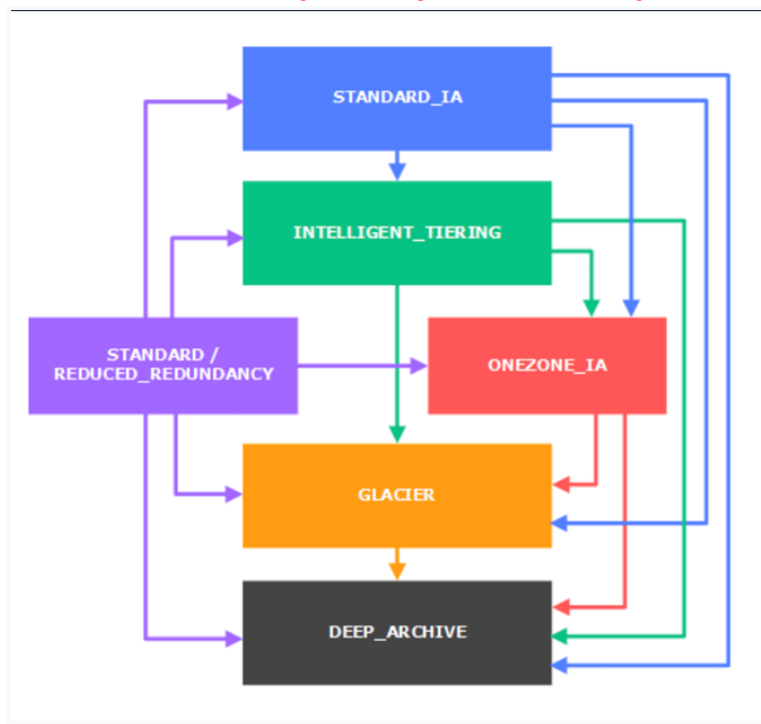 STANDARD_IA
INTELLIGENT_TIERING
STANDARD /
REDUCED_REDUNDANCY
ONEZONE_IA
GLACIER
DEEP_ARCHIVE